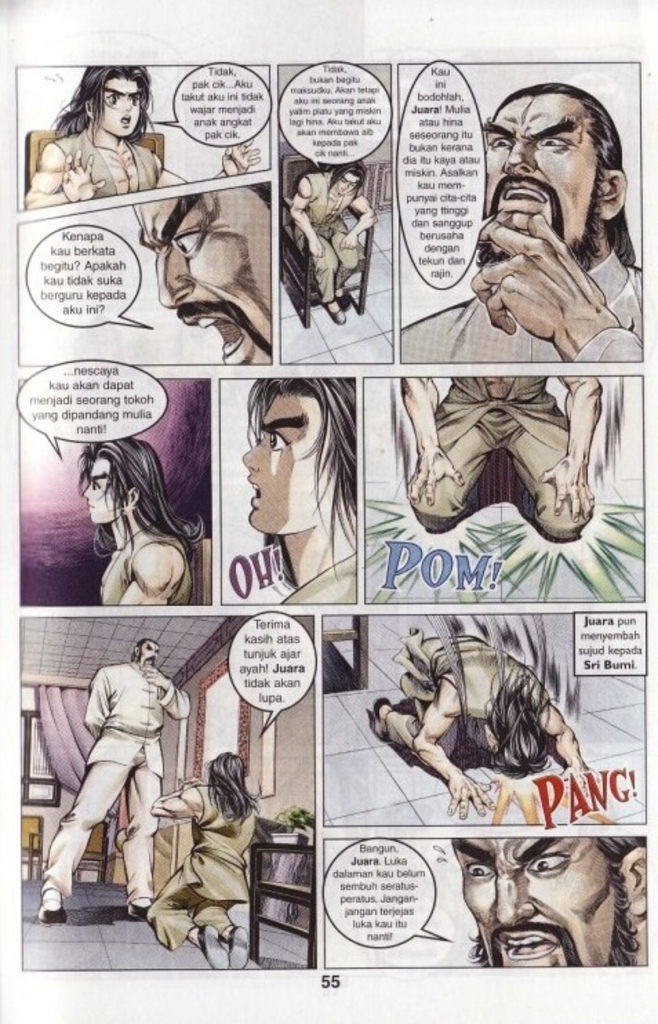 Tidak,
pak cik...Aku
takut aku ini tidak
wajar menjadi
anak angkat
pak cik.
Kenapa
kau berkata
begitu? Apakah
kau tidak suka
berguru kepada
aku ini?
Tidak,
bukan begitu
maksudku. Akan tetapi
aku ini seorang anak
yatim piatu yang miskin
lagi hina. Aku takut aku
akan membawa aib
kepada pak
cik nanti...
Kau
ini
bodohlah,
Juara! Mulia
atau hina
seseorang itu
bukan kerana
dia itu kaya atau
miskin. Asalkan
kau mem-
punyai cita-cita
yang ttinggi
dan sanggup
berusaha
dengan
tekun dan
rajin.
...nescaya
kau akan dapat
menjadi seorang tokoh
yang dipandang mulia
nanti!
OH!
POM!
Terima
kasih atas
tunjuk ajar
ayah! Juara
tidak akan
lupa.
Juara pun
menyembah
sujud kepada
Sri Bumi.
PANG!
Bangun,
Juara. Luka
dalaman kau belum
sembuh seratus-
peratus. Jangan-
jangan terjejas
luka kau itu
nanti!
55